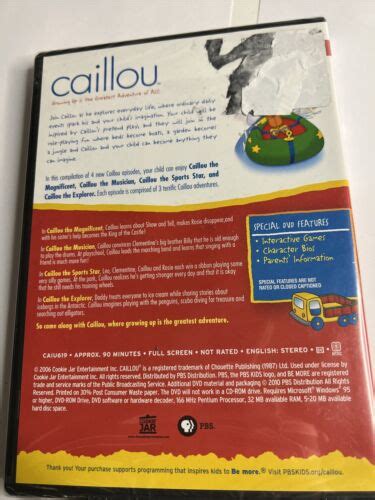 caillou
Growing Up is the Greatest Adventure of All!
Join Caillou as he explores everyday life, where ordinary daily
events spark his and your child's imagination. Your child will be
inspired by Caillou's pretend play, and they will join in the
role-playing fun where beds become boats, a garden becomes
a jungle and Caillou and your child can become anything they
can imagine.
In this compilation of 4 new Caillou episodes, your child can enjoy Caillou the
Magnificent, Caillou the Musician, Caillou the Sports Star, and
Caillou the Explorer. Each episode is comprised of 3 terrific Caillou adventures.
In Caillou the Magnificent, Caillou learns about Show and Tell, makes Rosie disappear, and
with his sister's help becomes the King of the Castle!
In Caillou the Musician, Caillou convinces Clementine's big brother Billy that he is old enough
to play the drums. At playschool, Caillou leads the marching band and learns that singing with a
friend is much more fun!
In Caillou the Sports Star, Leo, Clementine, Caillou and Rosie each win a ribbon playing some
very silly games. At the park, Caillou realizes he's getting stronger every day and that it is okay
that he still needs his training wheels.
In Caillou the Explorer, Daddy treats everyone to ice cream while sharing stories about
icebergs in the Antarctic. Caillou imagines playing with the penguins, scuba diving for treasure and
searching out alligators.
So come along with Caillou, where growing up is the greatest adventure.
SPECIAL DVD FEATURES
• Interactive Games
• Character Bios
• Parents' Information
SPECIAL FEATURES ARE NOT
RATED OR CLOSED CAPTIONED
CAIU619 • APPROX. 90 MINUTES • FULL SCREEN • NOT RATED • ENGLISH: STEREO •
© 2006 Cookie Jar Entertainment Inc. CAILLOU™ is a registered trademark of Chouette Publishing (1987) Ltd. Used under license by
Cookie Jar Entertainment Inc. All rights reserved. Distributed by PBS Distribution. PBS, the PBS KIDS logo, and BE MORE are registered
trade and service marks of the Public Broadcasting Service. Additional DVD material and packaging © 2010 PBS Distribution. All Rights
Reserved. Printed on 30% Post Consumer Waste paper. The DVD will not work in a CD-ROM drive. Requires Microsoft® Windows® 95
or higher, DVD-ROM Drive, DVD software or hardware decoder, 166 MHz Pentium Processor, 32 MB available RAM, 5-20 MB available
hard disc space.
COOKIE
JAR
PBS
Thank you! Your purchase supports programming that inspires kids to Be more.® Visit PBSKIDS.org/caillou.